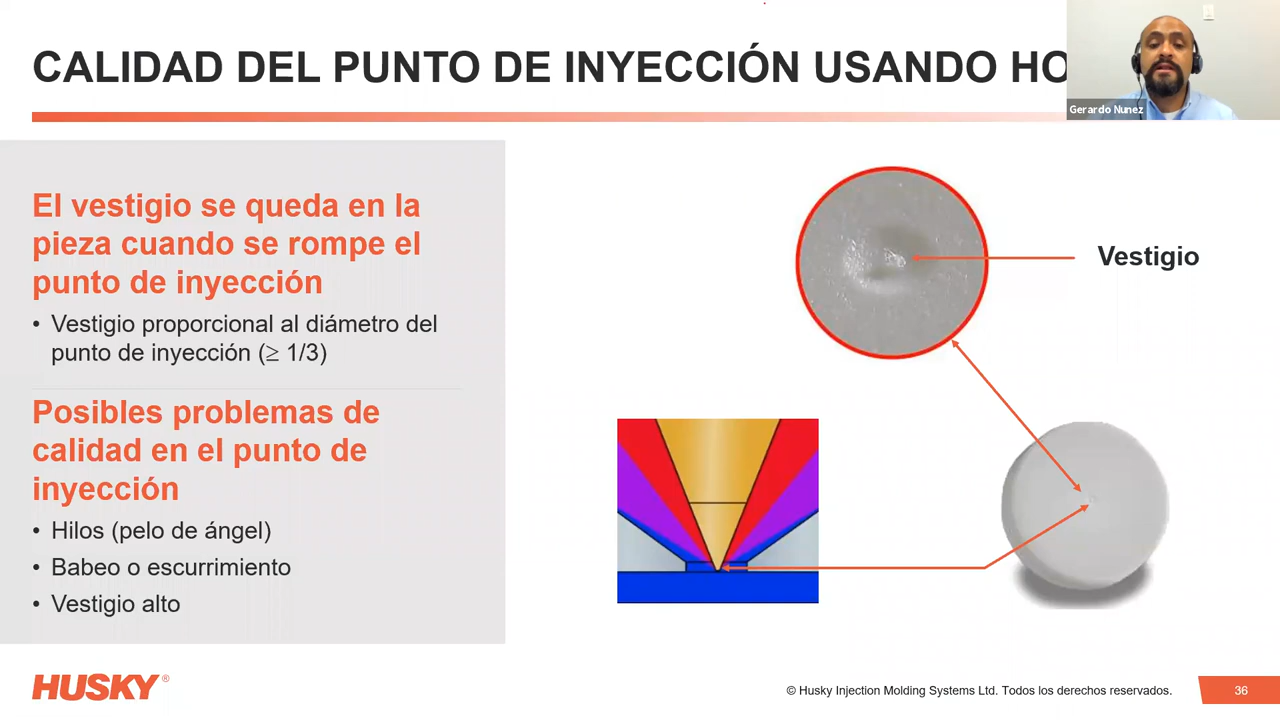 CALIDAD DEL PUNTO DE INYECCIÓN USANDO
Gerardo Nunez
El vestigio se queda en la
pieza cuando se rompe el
punto de inyección
• Vestigio proporcional al diámetro del
punto de inyección (≥ 1/3)
Posibles problemas de
calidad en el punto de
inyección
• Hilos (pelo de ángel)
• Babeo o escurrimiento
• Vestigio alto
Vestigio
HUSKY®
© Husky Injection Molding Systems Ltd. Todos los derechos reservados.
36